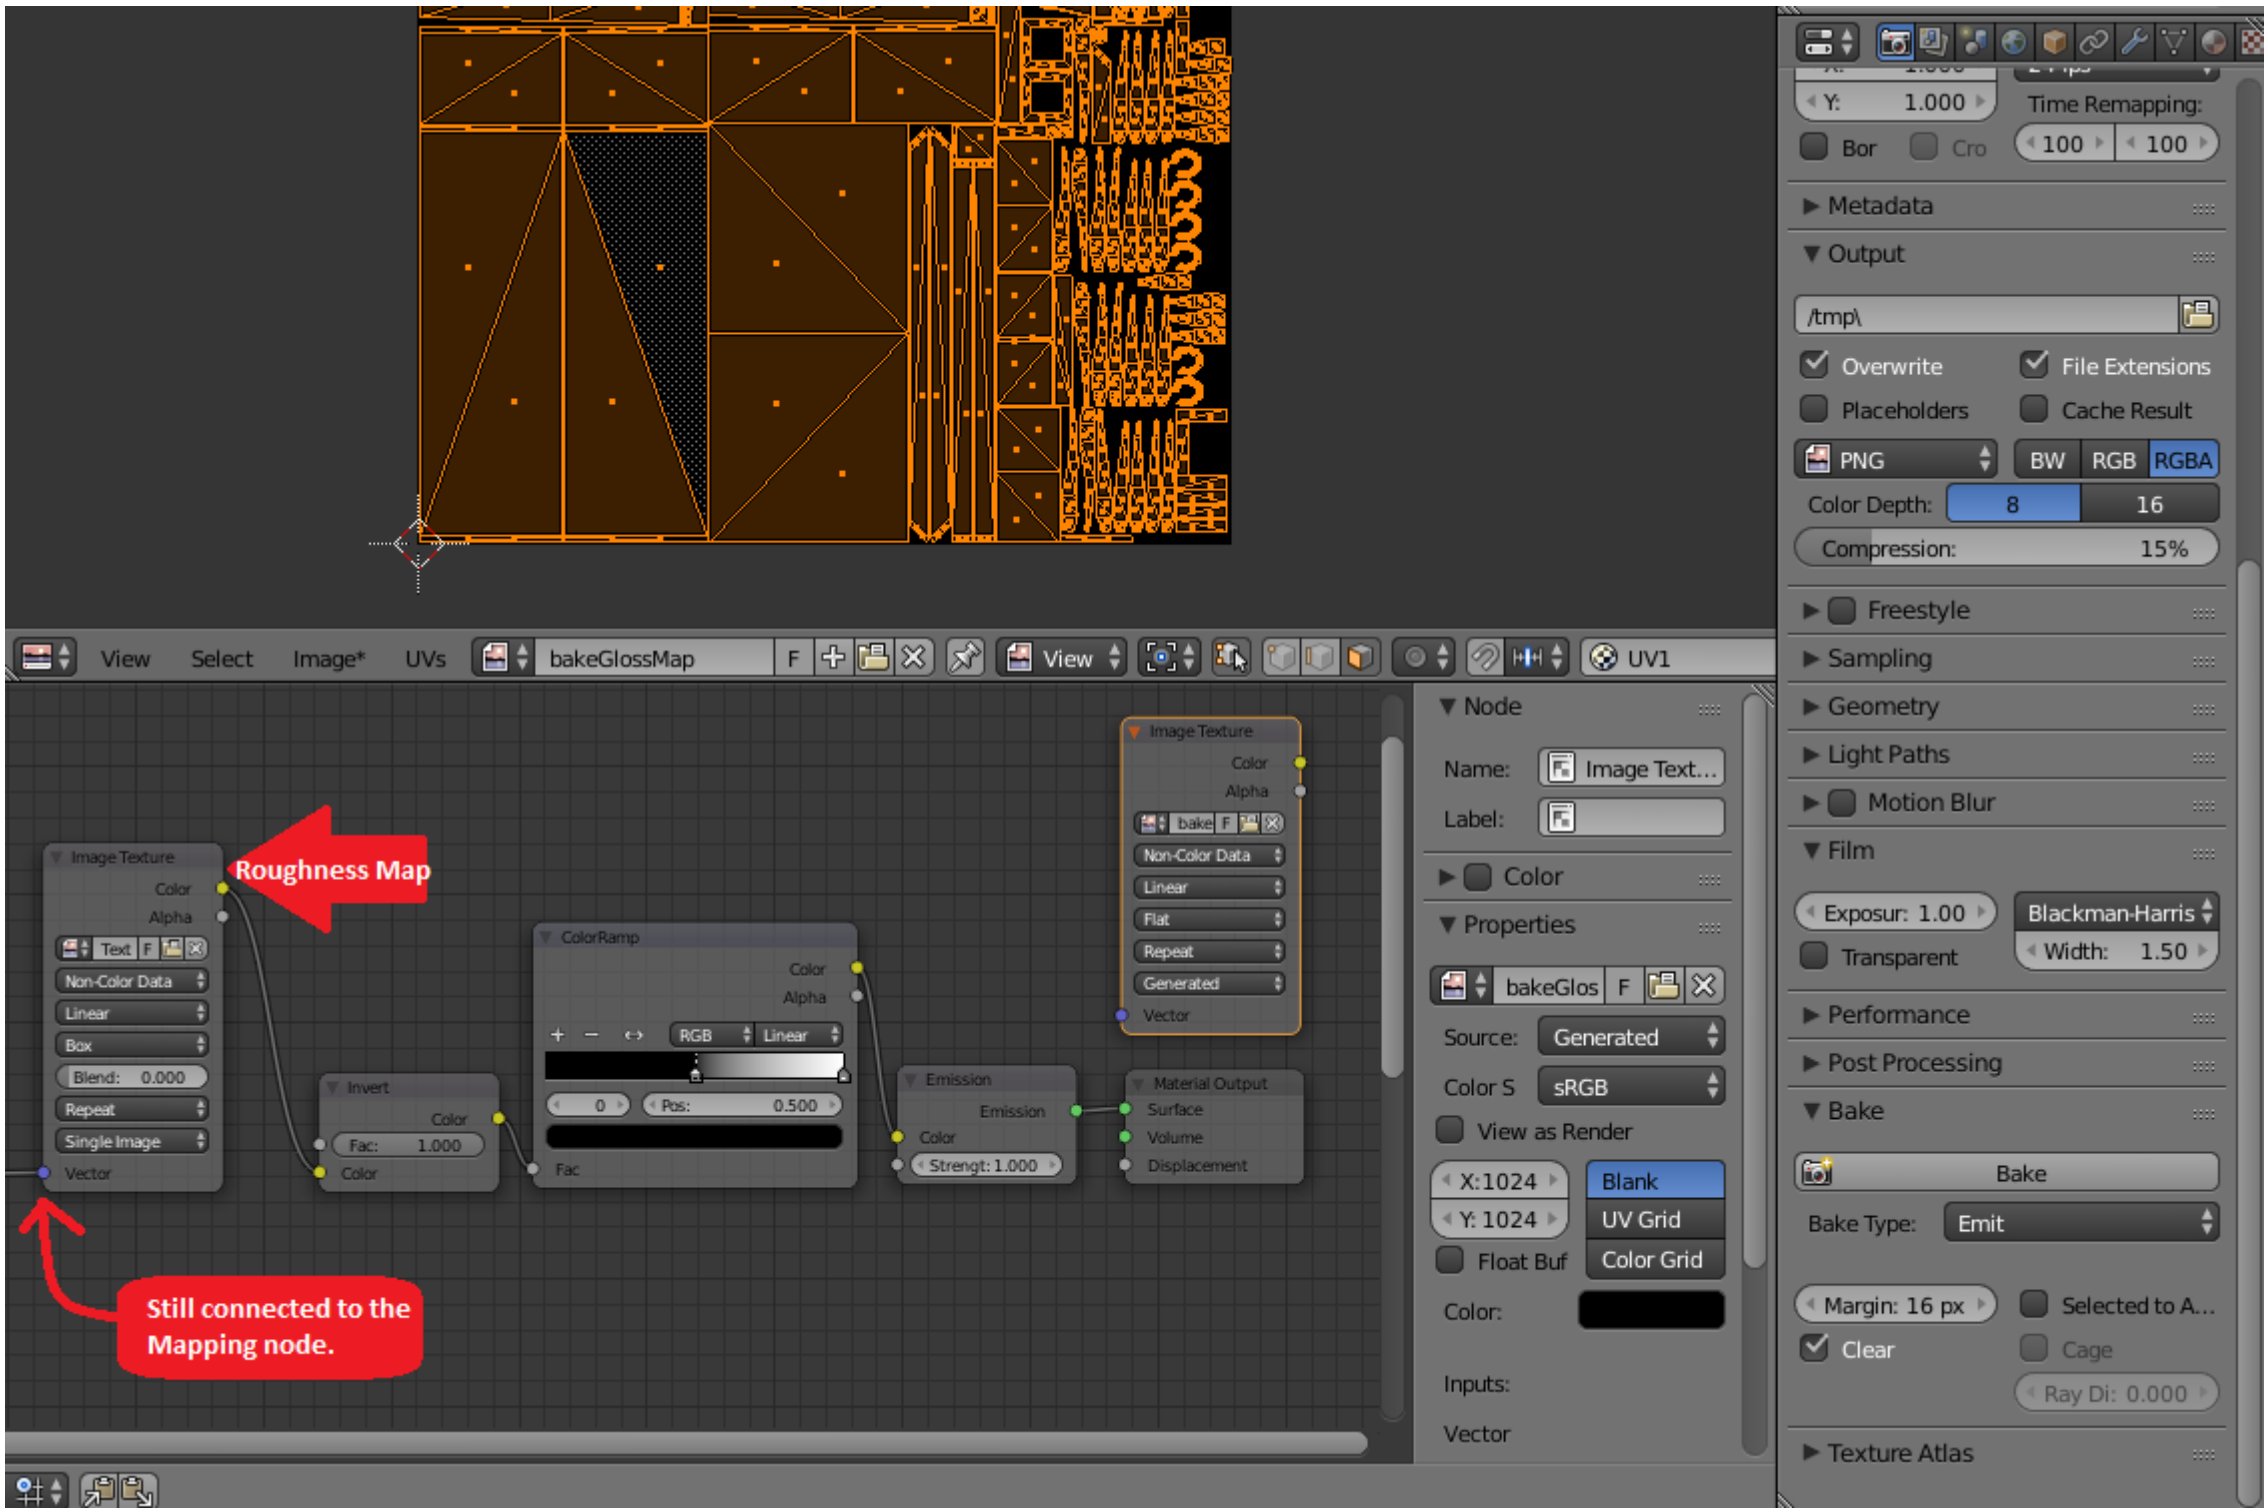 View Select Image* UVs bakeGlossMap F View UV1
Image Texture
Color
Alpha
Text F
Non-Color Data
Linear
Box
Blend: 0.000
Repeat
Single Image
Vector
Roughness Map
Still connected to the
Mapping node.
Invert
Color
Fac: 1.000
Color
ColorRamp
Color
Alpha
RGB Linear
0 Pos: 0.500
Fac
Emission
Emission
Color
Strengt: 1.000
Image Texture
Color
Alpha
bake F
Non-Color Data
Linear
Flat
Repeat
Generated
Vector
Material Output
Surface
Volume
Displacement
Node
Name: Image Text...
Label:
Color
Properties
bakeGlos F
Source: Generated
Color S sRGB
View as Render
X:1024 Blank
Y: 1024 UV Grid
Float Buf Color Grid
Color:
Inputs:
Vector
Y: 1.000 Time Remapping:
Bor Cro 100 100
Metadata
Output
/tmp\
Overwrite File Extensions
Placeholders Cache Result
PNG BW RGB RGBA
Color Depth: 8 16
Compression: 15%
Freestyle
Sampling
Geometry
Light Paths
Motion Blur
Film
Exposur: 1.00 Blackman-Harris
Transparent Width: 1.50
Performance
Post Processing
Bake
Bake
Bake Type: Emit
Margin: 16 px Selected to A...
Clear Cage
Ray Di: 0.000
Texture Atlas